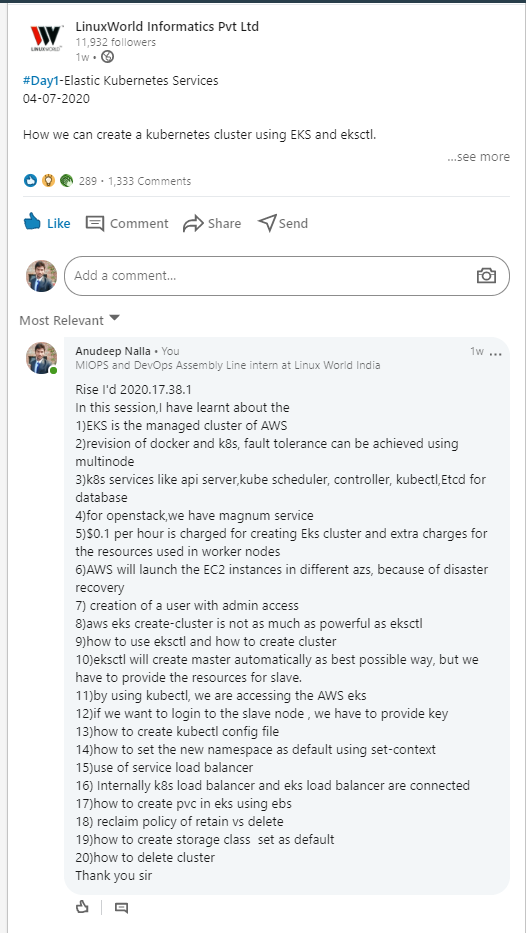 LINUXWORLD
LinuxWorld Informatics Pvt Ltd
11,932 followers
1w •
#Day1-Elastic Kubernetes Services
04-07-2020
How we can create a kubernetes cluster using EKS and eksctl.
...see more
289 • 1,333 Comments
Like Comment Share Send
Add a comment...
Most Relevant
Anudeep Nalla • You 1w ...
MlOPS and DevOps Assembly Line intern at Linux World India
Rise I'd 2020.17.38.1
In this session,I have learnt about the
1)EKS is the managed cluster of AWS
2)revision of docker and k8s, fault tolerance can be achieved using
multinode
3)k8s services like api server,kube scheduler, controller, kubectl,Etcd for
database
4)for openstack,we have magnum service
5)$0.1 per hour is charged for creating Eks cluster and extra charges for
the resources used in worker nodes
6)AWS will launch the EC2 instances in different azs, because of disaster
recovery
7) creation of a user with admin access
8)aws eks create-cluster is not as much as powerful as eksctl
9)how to use eksctl and how to create cluster
10)eksctl will create master automatically as best possible way, but we
have to provide the resources for slave.
11)by using kubectl, we are accessing the AWS eks
12)if we want to login to the slave node , we have to provide key
13)how to create kubectl config file
14)how to set the new namespace as default using set-context
15)use of service load balancer
16) Internally k8s load balancer and eks load balancer are connected
17)how to create pvc in eks using ebs
18) reclaim policy of retain vs delete
19)how to create storage class  set as default
20)how to delete cluster
Thank you sir